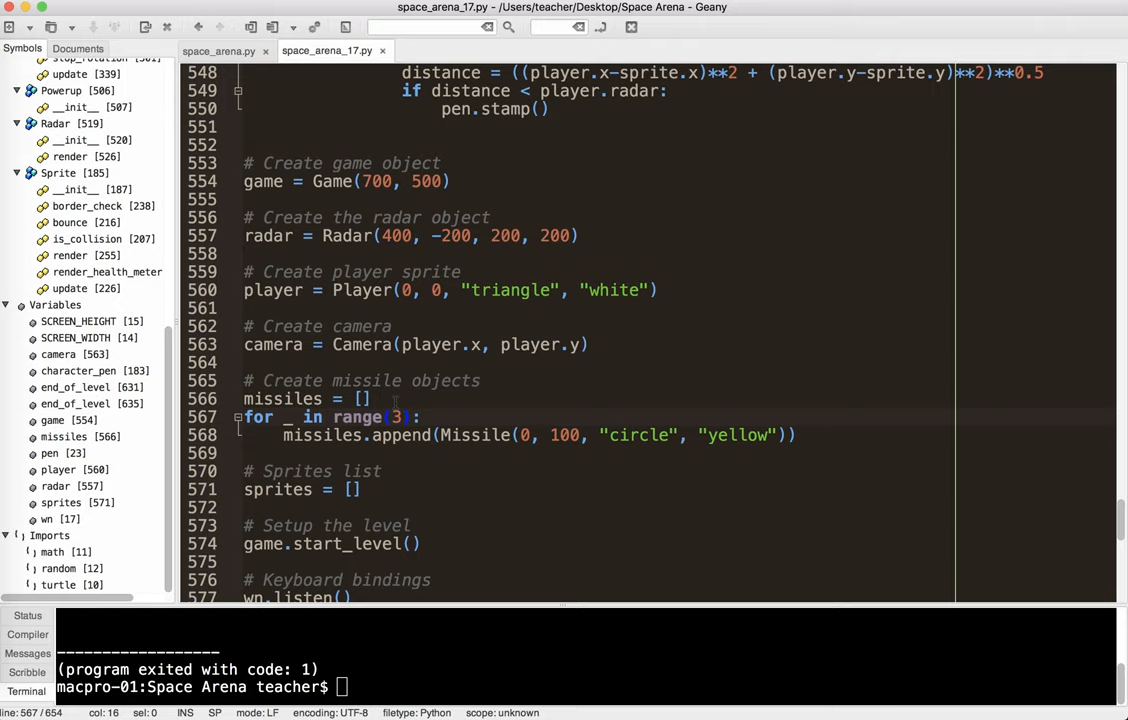 space_arena_17.py - /Users/teacher/Desktop/Space Arena - Geany
Symbols Documents
space_arena.py × space_arena_17.py ×
update [339]
Powerup [506]
__init__ [507]
Radar [519]
__init__ [520]
render [526]
Sprite [185]
__init__ [187]
border_check [238]
bounce [216]
is_collision [207]
render [255]
render_health_meter
update [226]
Variables
SCREEN_HEIGHT [15]
SCREEN_WIDTH [14]
camera [563]
character_pen [183]
end_of_level [631]
end_of_level [635]
game [554]
missiles [566]
pen [23]
player [560]
radar [557]
sprites [571]
wn [17]
Imports
math [11]
random [12]
turtle [10]
548 distance = ((player.x-sprite.x)**2 + (player.y-sprite.y)**2)**0.5
549 if distance < player.radar:
550 pen.stamp()
551
552
553 # Create game object
554 game = Game(700, 500)
555
556 # Create the radar object
557 radar = Radar(400, -200, 200, 200)
558
559 # Create player sprite
560 player = Player(0, 0, "triangle", "white")
561
562 # Create camera
563 camera = Camera(player.x, player.y)
564
565 # Create missile objects
566 missiles = []
567 for _ in range(3):
568 missiles.append(Missile(0, 100, "circle", "yellow"))
569
570 # Sprites list
571 sprites = []
572
573 # Setup the level
574 game.start_level()
575
576 # Keyboard bindings
577 wn.listen()
Status
Compiler
Messages
Scribble
Terminal
------------------
(program exited with code: 1)
macpro-01:Space Arena teacher$
line: 567 / 654 col: 16 sel: 0 INS SP mode: LF encoding: UTF-8 filetype: Python scope: unknown